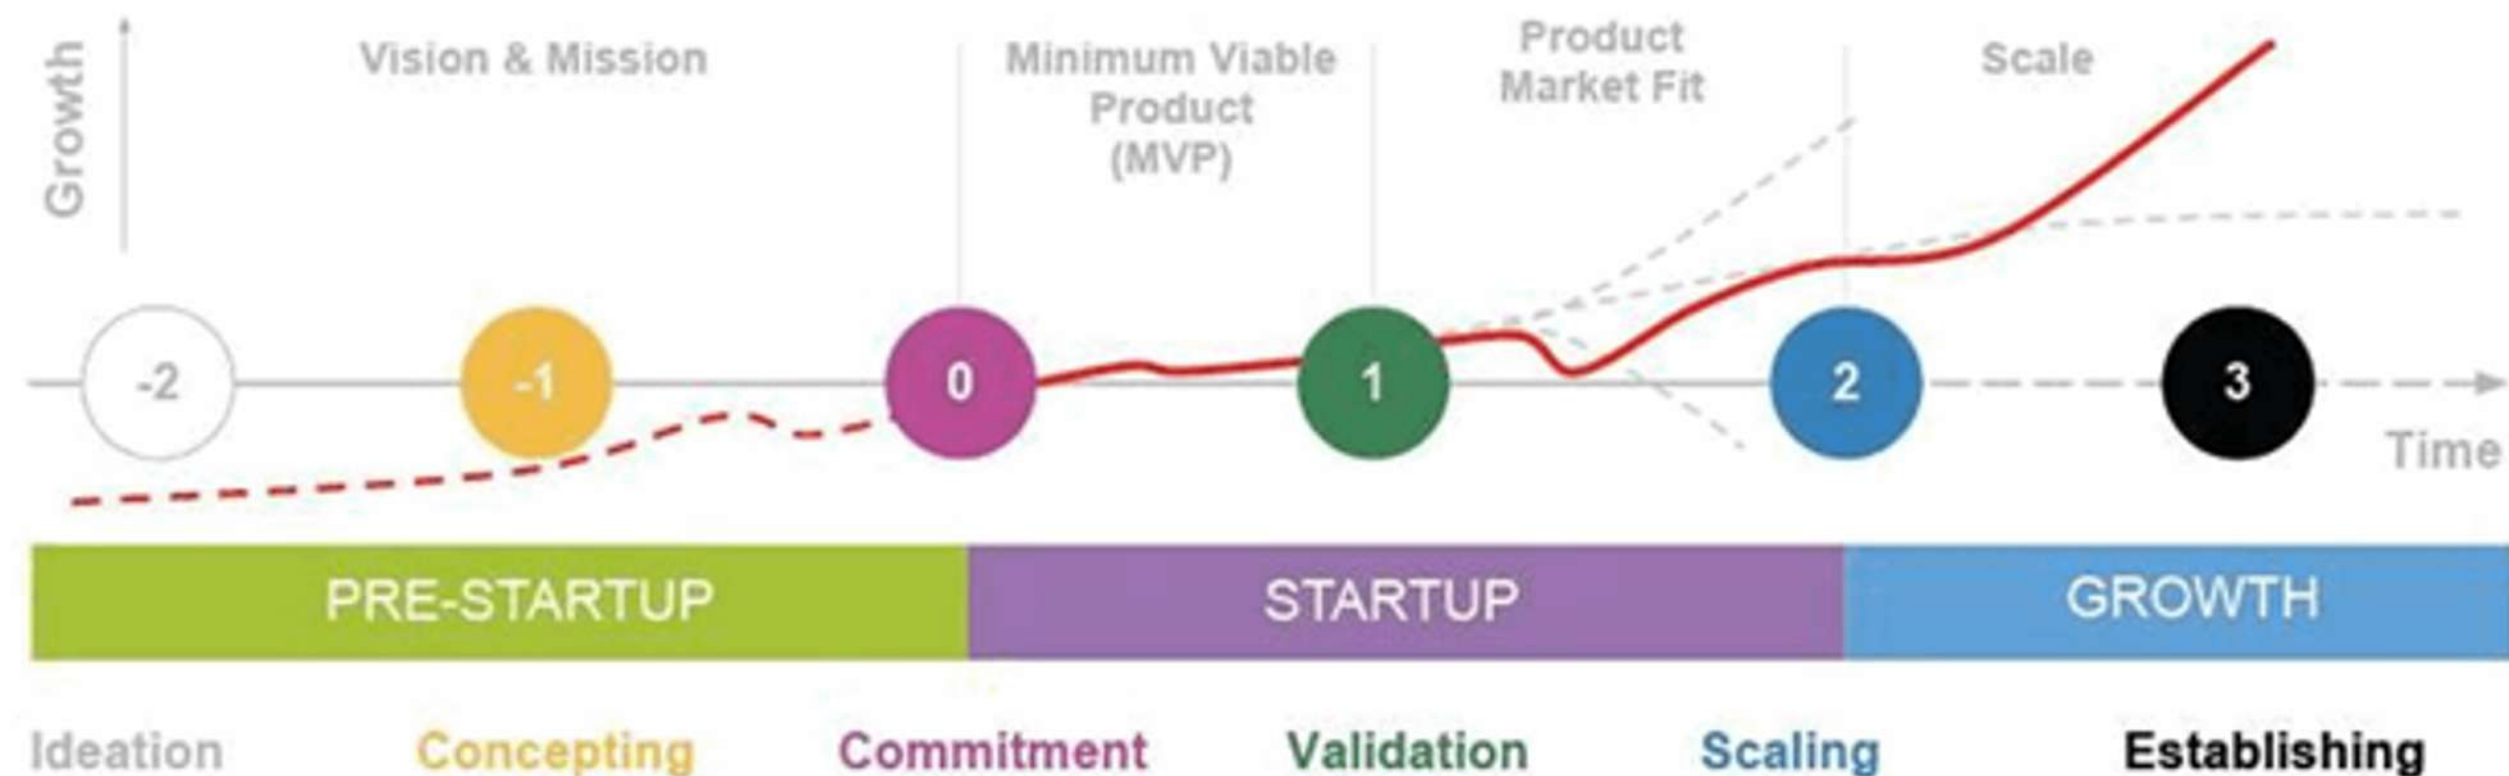 Growth
Vision & Mission
Minimum Viable
Product
(MVP)
Product
Market Fit
Scale
-2
-1
0
1
2
3
Time
PRE-STARTUP
STARTUP
GROWTH
Ideation
Concepting
Commitment
Validation
Scaling
Establishing